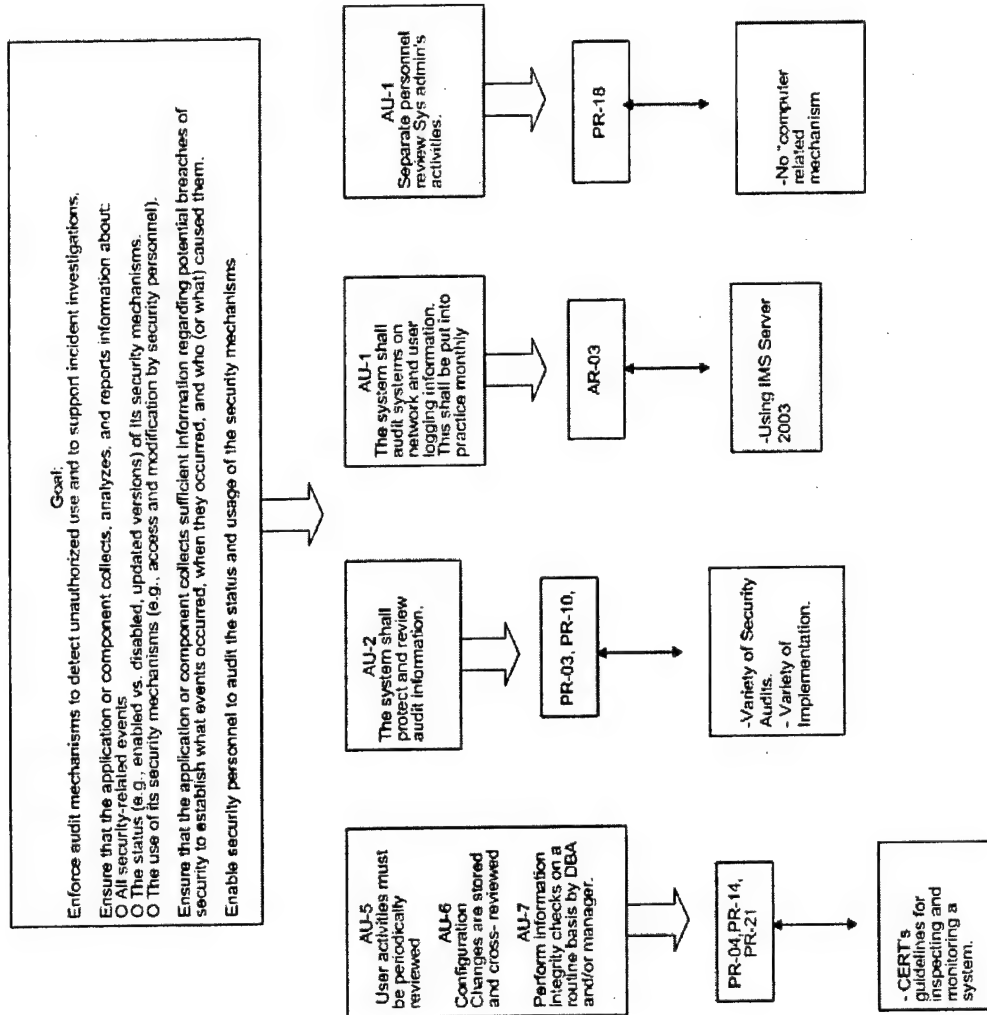 Goal:
Enforce audit mechanisms to detect unauthorized use and to support incident investigations.
Ensure that the application or component collects, analyzes, and reports information about:
O All security-related events
O The status (e.g., enabled vs. disabled, updated versions) of its security mechanisms.
O The use of its security mechanisms (e.g., access and modification by security personnel).
Ensure that the application or component collects sufficient information regarding potential breaches of
security to establish what events occurred, when they occurred, and who (or what) caused them.
Enable security personnel to audit the status and usage of the security mechanisms
AU-5
User activities must
be periodically
reviewed
AU-6
Configuration
Changes are stored
and cross- reviewed
AU-7
Perform information
Integrity checks on a
routine basis by DBA
and/or manager.
PR-04,PR-14,
PR-21
- CERT's
guidelines for
inspecting and
monitoring a
system.
AU-2
The system shall
protect and review
audit information.
PR-03, PR-10,
-Variety of Security
Audits.
- Variety of
Implementation.
AU-1
The system shall
audit systems on
network and user
logging information.
This shall be put into
practice monthly
AR-03
-Using IMS Server
2003
AU-1
Separate personnel
review Sys admin's
activities.
PR-18
-No "computer
related
mechanism